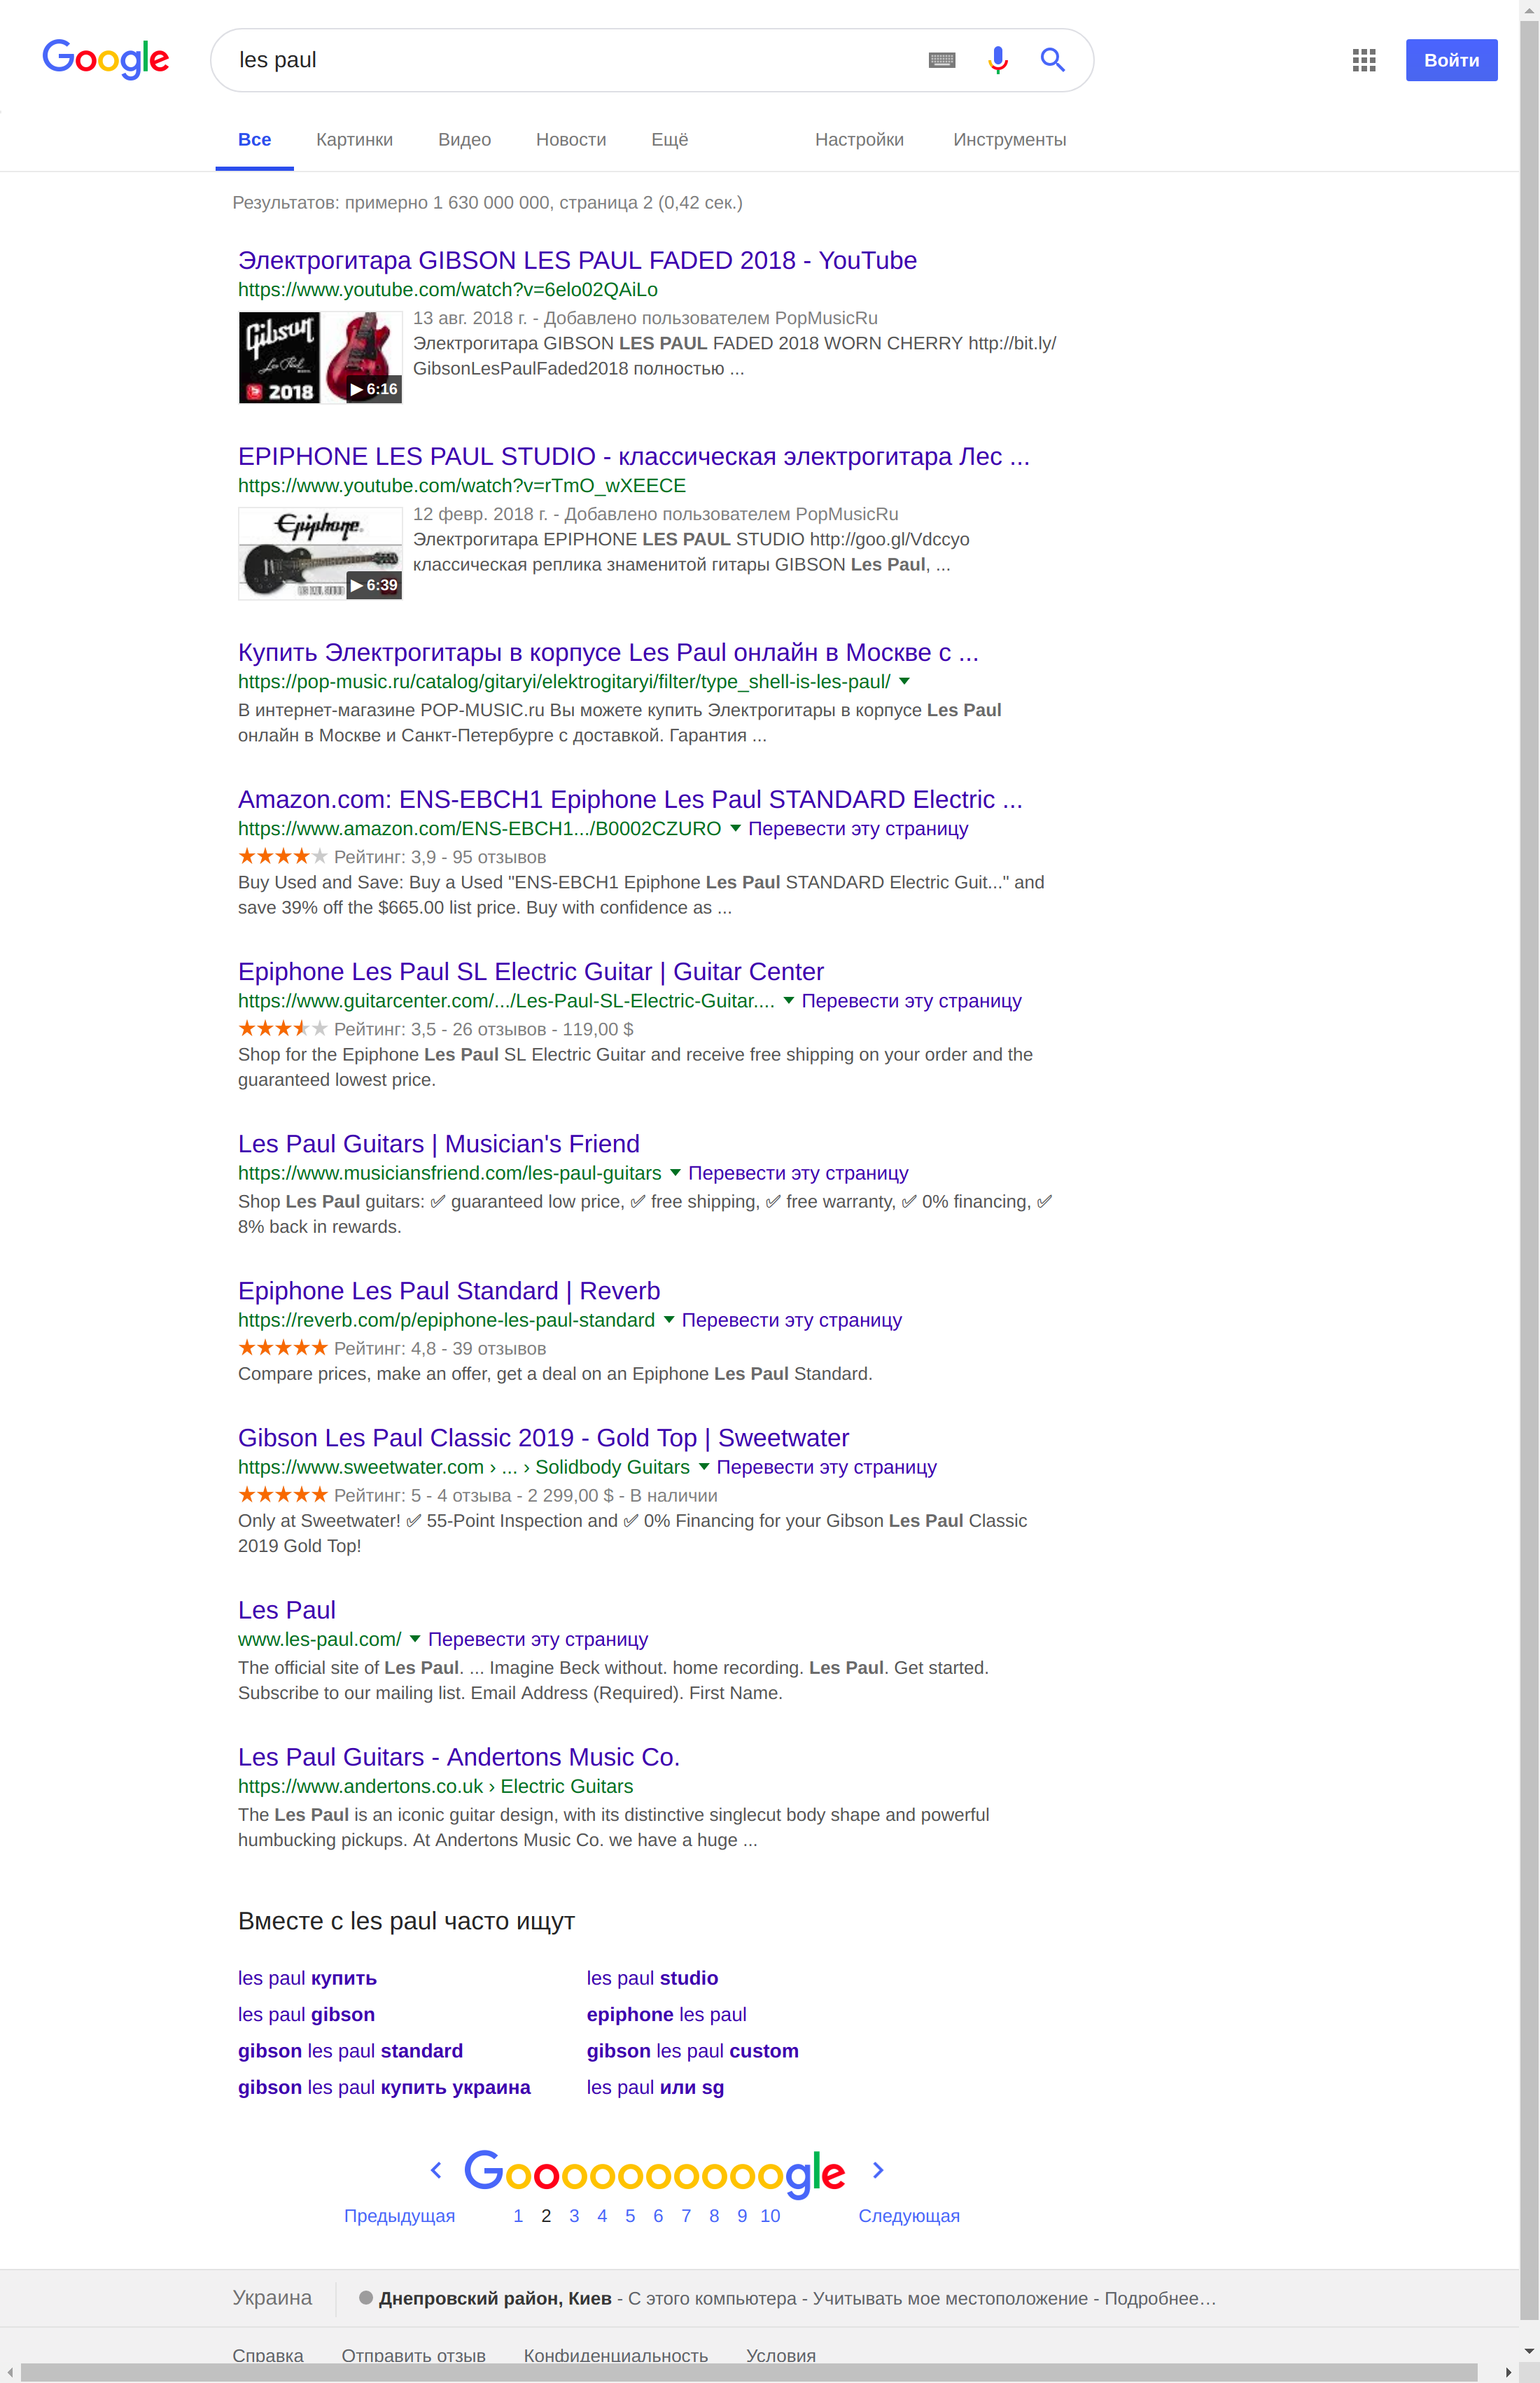 Google
les paul
Войти
Все Картинки Видео Новости Ещё Настройки Инструменты
Результатов: примерно 1 630 000 000, страница 2 (0,42 сек.)
Электрогитара GIBSON LES PAUL FADED 2018 - YouTube
https://www.youtube.com/watch?v=6elo02QAiLo
Gibson
Les Paul
2018
▶ 6:16
13 авг. 2018 г. - Добавлено пользователем PopMusicRu
Электрогитара GIBSON LES PAUL FADED 2018 WORN CHERRY http://bit.ly/
GibsonLesPaulFaded2018 полностью ...
EPIPHONE LES PAUL STUDIO - классическая электрогитара Лес ...
https://www.youtube.com/watch?v=rTmO_wXEECE
Epiphone
LES PAUL STUDIO
▶ 6:39
12 февр. 2018 г. - Добавлено пользователем PopMusicRu
Электрогитара EPIPHONE LES PAUL STUDIO http://goo.gl/Vdccyo
классическая реплика знаменитой гитары GIBSON Les Paul, ...
Купить Электрогитары в корпусе Les Paul онлайн в Москве с ...
https://pop-music.ru/catalog/gitaryi/elektrogitaryi/filter/type_shell-is-les-paul/
В интернет-магазине POP-MUSIC.ru Вы можете купить Электрогитары в корпусе Les Paul
онлайн в Москве и Санкт-Петербурге с доставкой. Гарантия ...
Amazon.com: ENS-EBCH1 Epiphone Les Paul STANDARD Electric ...
https://www.amazon.com/ENS-EBCH1.../B0002CZURO Перевести эту страницу
Рейтинг: 3,9 - 95 отзывов
Buy Used and Save: Buy a Used "ENS-EBCH1 Epiphone Les Paul STANDARD Electric Guit..." and
save 39% off the $665.00 list price. Buy with confidence as ...
Epiphone Les Paul SL Electric Guitar | Guitar Center
https://www.guitarcenter.com/.../Les-Paul-SL-Electric-Guitar.... Перевести эту страницу
Рейтинг: 3,5 - 26 отзывов - 119,00 $
Shop for the Epiphone Les Paul SL Electric Guitar and receive free shipping on your order and the
guaranteed lowest price.
Les Paul Guitars | Musician's Friend
https://www.musiciansfriend.com/les-paul-guitars Перевести эту страницу
Shop Les Paul guitars: ✅ guaranteed low price, ✅ free shipping, ✅ free warranty, ✅ 0% financing, ✅
8% back in rewards.
Epiphone Les Paul Standard | Reverb
https://reverb.com/p/epiphone-les-paul-standard Перевести эту страницу
Рейтинг: 4,8 - 39 отзывов
Compare prices, make an offer, get a deal on an Epiphone Les Paul Standard.
Gibson Les Paul Classic 2019 - Gold Top | Sweetwater
https://www.sweetwater.com › ... › Solidbody Guitars Перевести эту страницу
Рейтинг: 5 - 4 отзыва - 2 299,00 $ - В наличии
Only at Sweetwater! ✅ 55-Point Inspection and ✅ 0% Financing for your Gibson Les Paul Classic
2019 Gold Top!
Les Paul
www.les-paul.com/ Перевести эту страницу
The official site of Les Paul. ... Imagine Beck without. home recording. Les Paul. Get started.
Subscribe to our mailing list. Email Address (Required). First Name.
Les Paul Guitars - Andertons Music Co.
https://www.andertons.co.uk › Electric Guitars
The Les Paul is an iconic guitar design, with its distinctive singlecut body shape and powerful
humbucking pickups. At Andertons Music Co. we have a huge ...
Вместе с les paul часто ищут
les paul купить les paul studio
les paul gibson epiphone les paul
gibson les paul standard gibson les paul custom
gibson les paul купить украина les paul или sg
Goooooooooogle
Предыдущая 1 2 3 4 5 6 7 8 9 10 Следующая
Украина Днепровский район, Киев - С этого компьютера - Учитывать мое местоположение - Подробнее…
Справка Отправить отзыв Конфиденциальность Условия